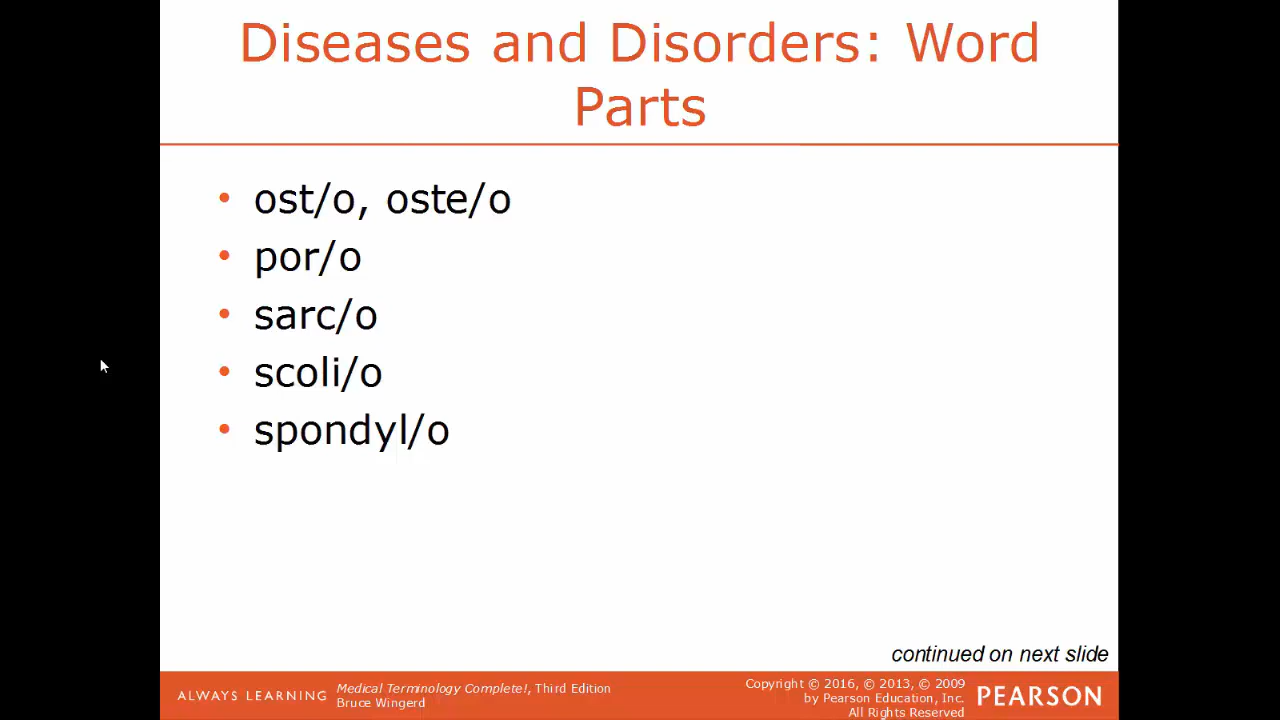 Diseases and Disorders: Word
Parts
• ost/o, oste/o
• por/o
• sarc/o
• scoli/o
• spondyl/o
continued on next slide
ALWAYS LEARNING
Medical Terminology Complete!, Third Edition
Bruce Wingerd
Copyright © 2016, © 2013, © 2009
by Pearson Education, Inc.
All Rights Reserved
PEARSON